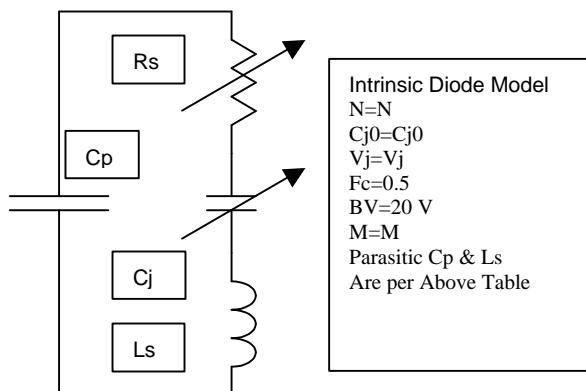 Rs
Cp
Cj
Ls
Intrinsic Diode Model
N=N
Cj0=Cj0
Vj=Vj
Fc=0.5
BV=20 V
M=M
Parasitic Cp & Ls
Are per Above Table